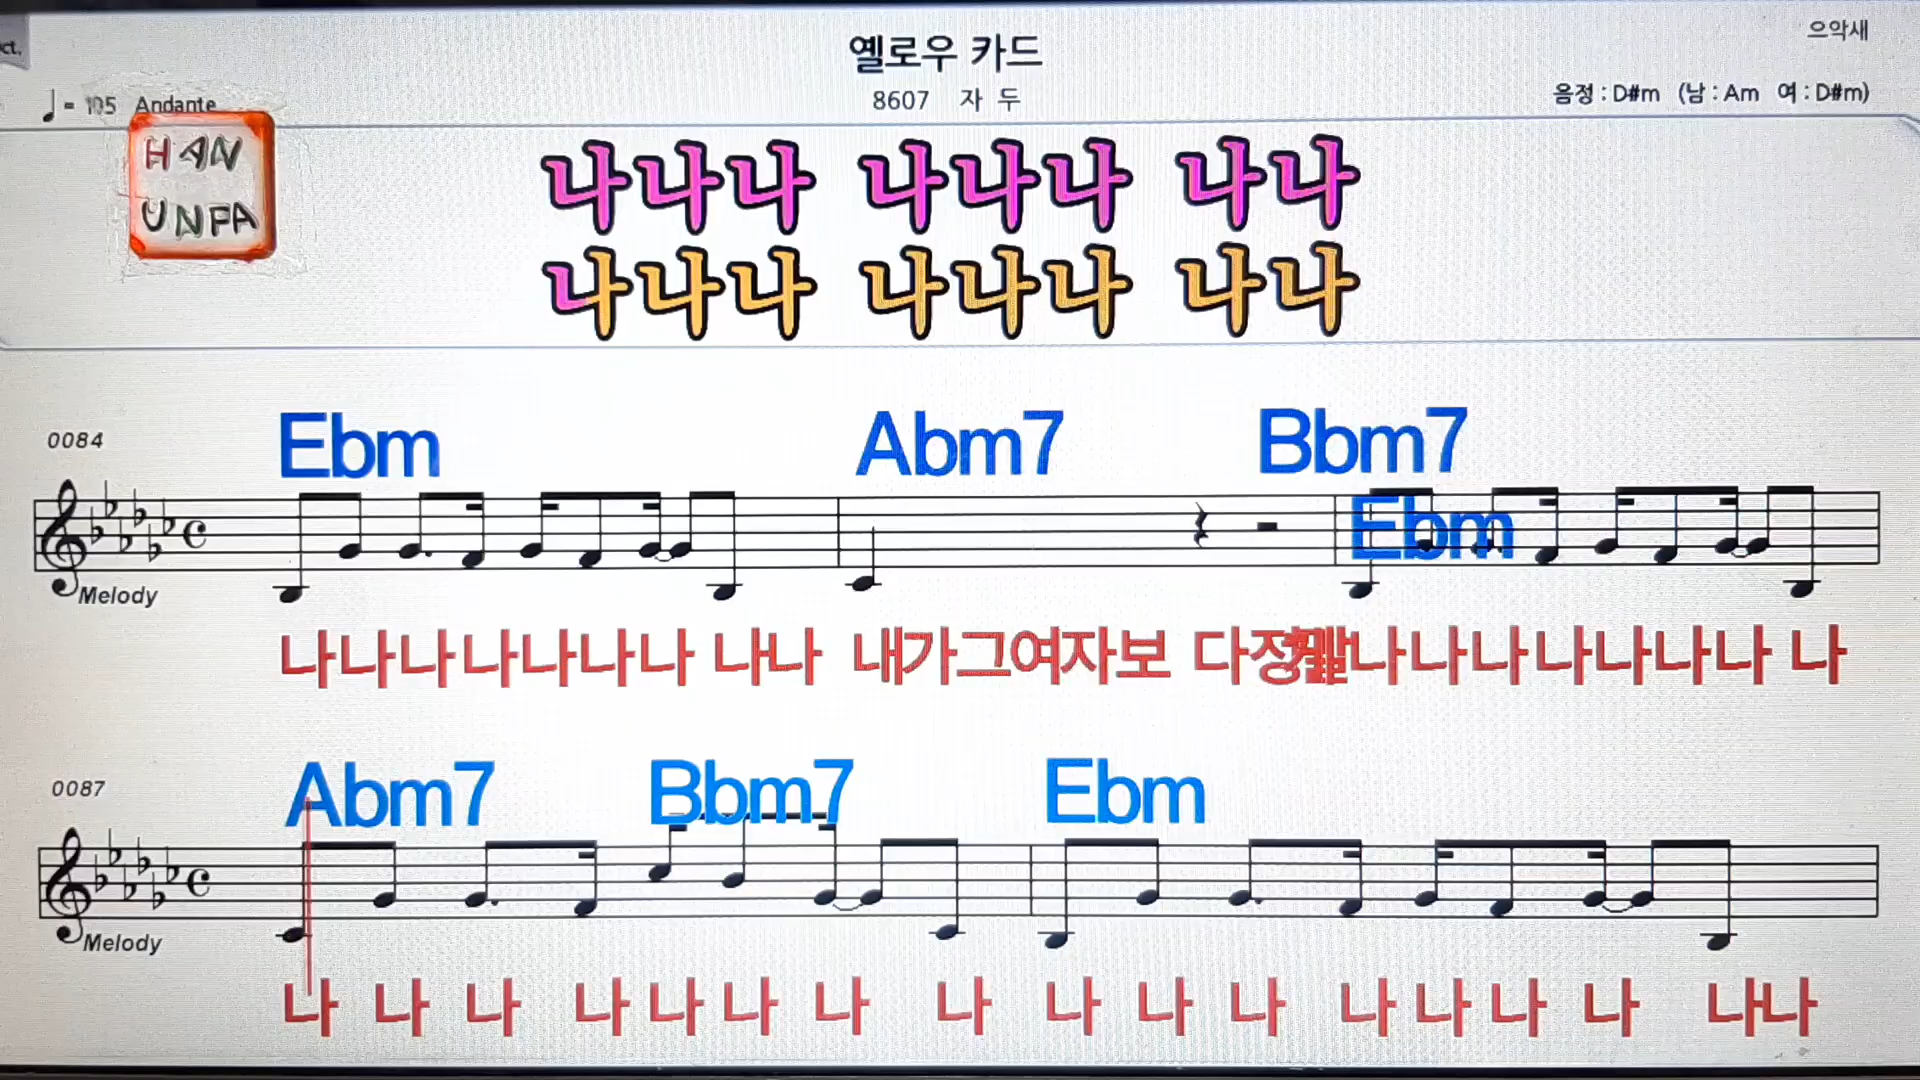 ct.
옐로우 카드
으악새
= 105 Andante
8607 자 두
음정 : D#m (남 : Am 여 : D#m)
HAN
UNFA
나나나 나나나 나나
나나나 나나나 나나
0084
Ebm Abm7 Bbm7
Ebm
Melody
나나나나나나나 나나 내가그여자보 다정 나나나나나나나 나
0087
Abm7 Bbm7 Ebm
Melody
나 나 나 나 나 나 나 나 나 나 나 나 나 나 나 나나